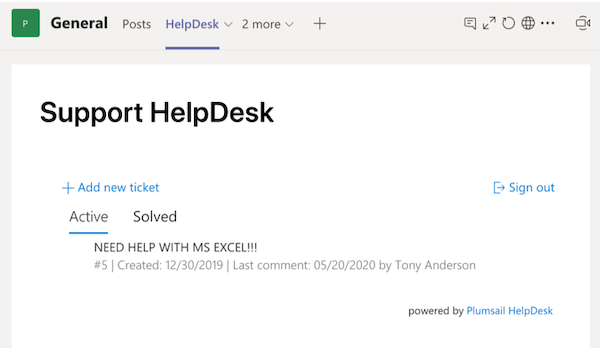 P General Posts HelpDesk 2 more
Support HelpDesk
Add new ticket Sign out
Active Solved
NEED HELP WITH MS EXCEL!!!
#5 | Created: 12/30/2019 | Last comment: 05/20/2020 by Tony Anderson
powered by Plumsail HelpDesk